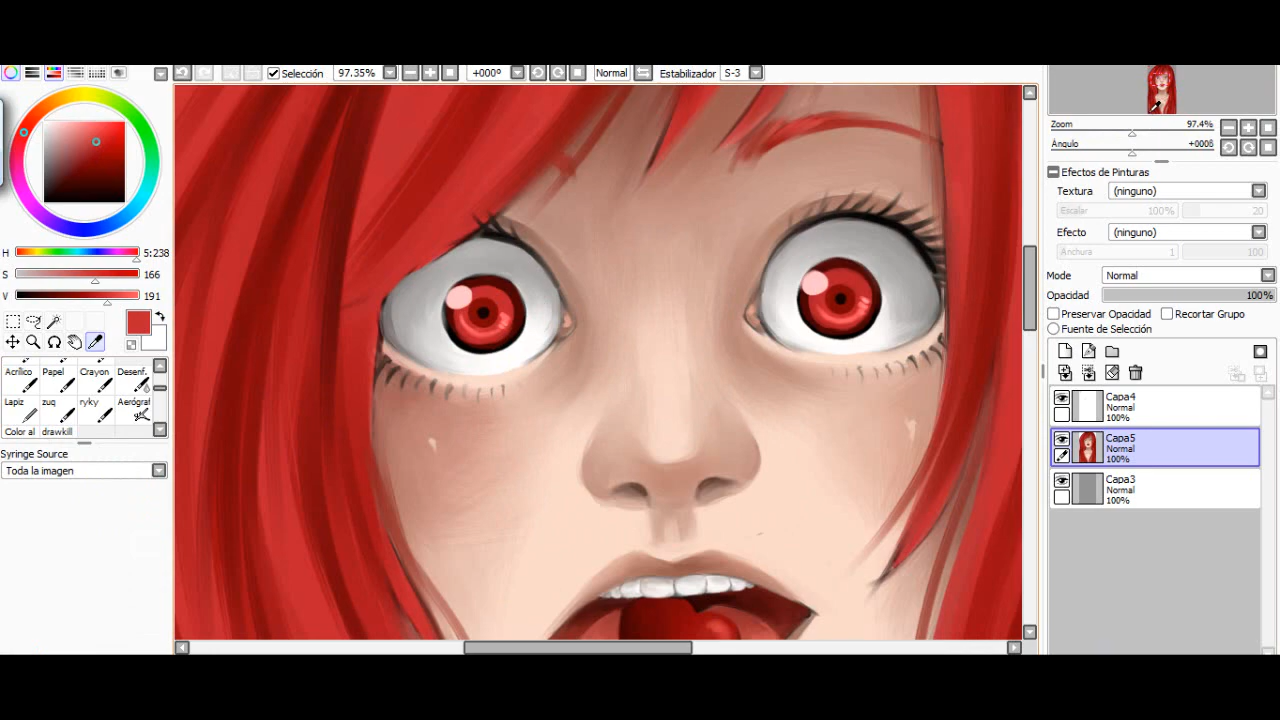 Selección 97.35% +000º Normal Estabilizador S-3
Zoom 97.4%
Ángulo
Efectos de Pinturas
Textura (ninguno)
Escalar 100% 20
Efecto (ninguno)
Anchura 1 100
Mode Normal
Opacidad 100%
Preservar Opacidad Recortar Grupo
Fuente de Selección
Capa4
Normal
100%
Capa5
Normal
100%
Capa3
Normal
100%
H 5:238
S 166
V 191
Acrílico Papel Crayon Desenf.
Lapiz zuq ryky Aerógraf
Color al drawkill
Syringe Source
Toda la imagen